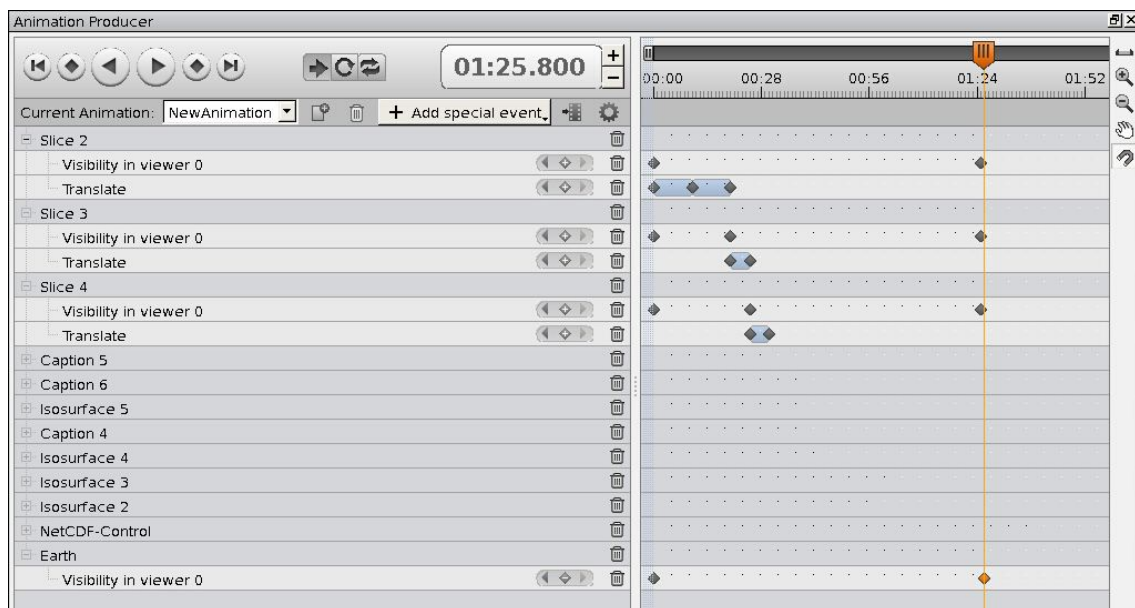 Animation Producer
01:25.800
+
−
00:00 00:28 00:56 01:24 01:52
Current Animation: NewAnimation + Add special event
Slice 2
Visibility in viewer 0
Translate
Slice 3
Visibility in viewer 0
Translate
Slice 4
Visibility in viewer 0
Translate
Caption 5
Caption 6
Isosurface 5
Caption 4
Isosurface 4
Isosurface 3
Isosurface 2
NetCDF-Control
Earth
Visibility in viewer 0